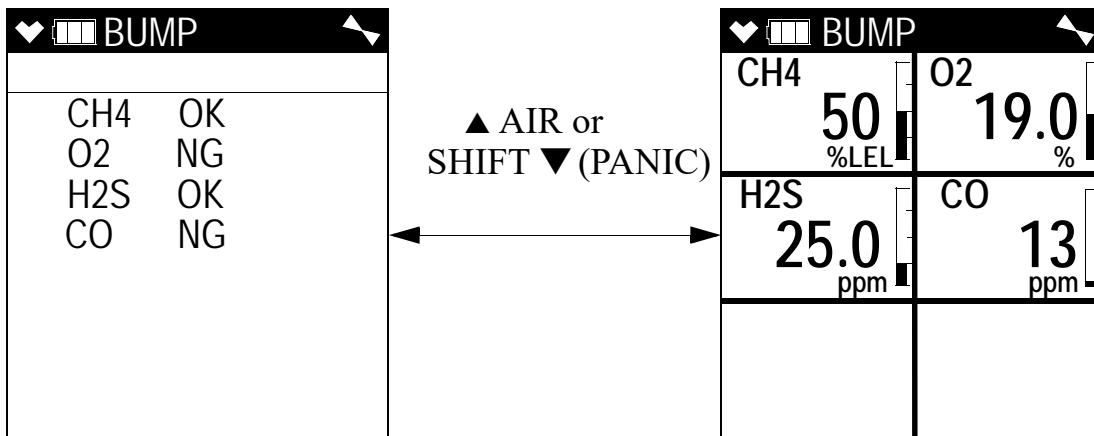 BUMP
CH4 OK
O2 NG
H2S OK
CO NG
▲ AIR or
SHIFT ▼ (PANIC)
BUMP
CH4
50
%LEL
O2
19.0
%
H2S
25.0
ppm
CO
13
ppm